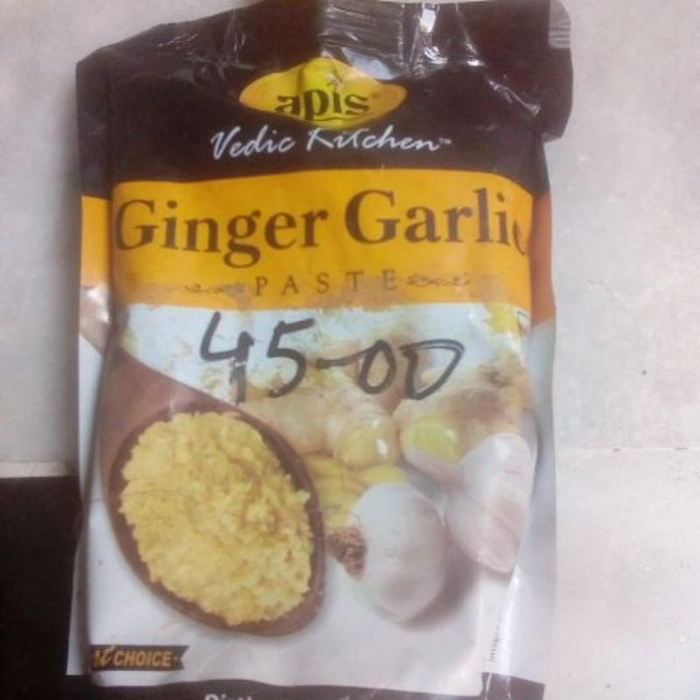 apis
Vedic Kitchen™
Ginger Garlic
PASTE
45-00
CHOICE